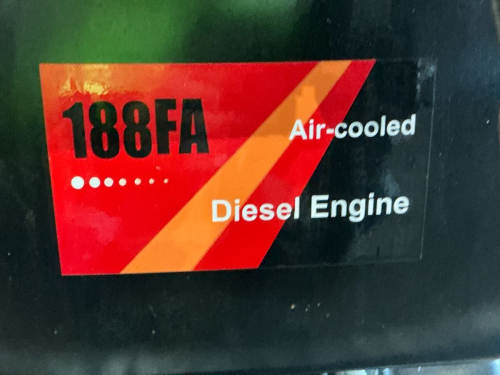 188FA
Air-cooled
Diesel Engine